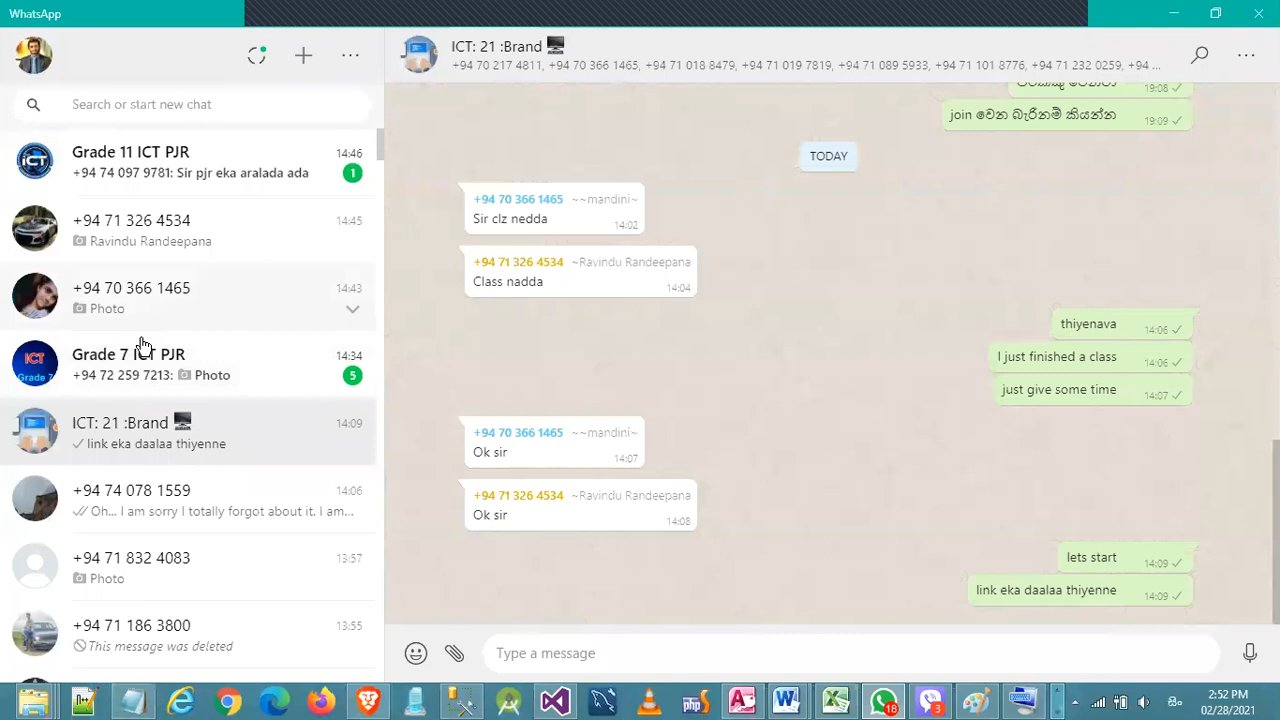 WhatsApp
Search or start new chat
Grade 11 ICT PJR 14:46
+94 74 097 9781: Sir pjr eka aralada ada 1
+94 71 326 4534 14:45
Ravindu Randeepana
+94 70 366 1465 14:43
Photo
Grade 7 ICT PJR 14:34
+94 72 259 7213: Photo 5
ICT: 21 :Brand 14:09
link eka daalaa thiyenne
+94 74 078 1559 14:06
Oh... I am sorry I totally forgot about it. I am...
+94 71 832 4083 13:57
Photo
+94 71 186 3800 13:55
This message was deleted
ICT: 21 :Brand
+94 70 217 4811, +94 70 366 1465, +94 71 018 8479, +94 71 019 7819, +94 71 089 5933, +94 71 101 8776, +94 71 232 0259, +94 ...
19:08
join වෙන බැරිනම් කියන්න 19:09
TODAY
+94 70 366 1465 ~~mandini~
Sir clz nedda 14:02
+94 71 326 4534 ~Ravindu Randeepana
Class nadda 14:04
thiyenava 14:06
I just finished a class 14:06
just give some time 14:07
+94 70 366 1465 ~~mandini~
Ok sir 14:07
+94 71 326 4534 ~Ravindu Randeepana
Ok sir 14:08
lets start 14:09
link eka daalaa thiyenne 14:09
Type a message
18
3
2:52 PM
02/28/2021